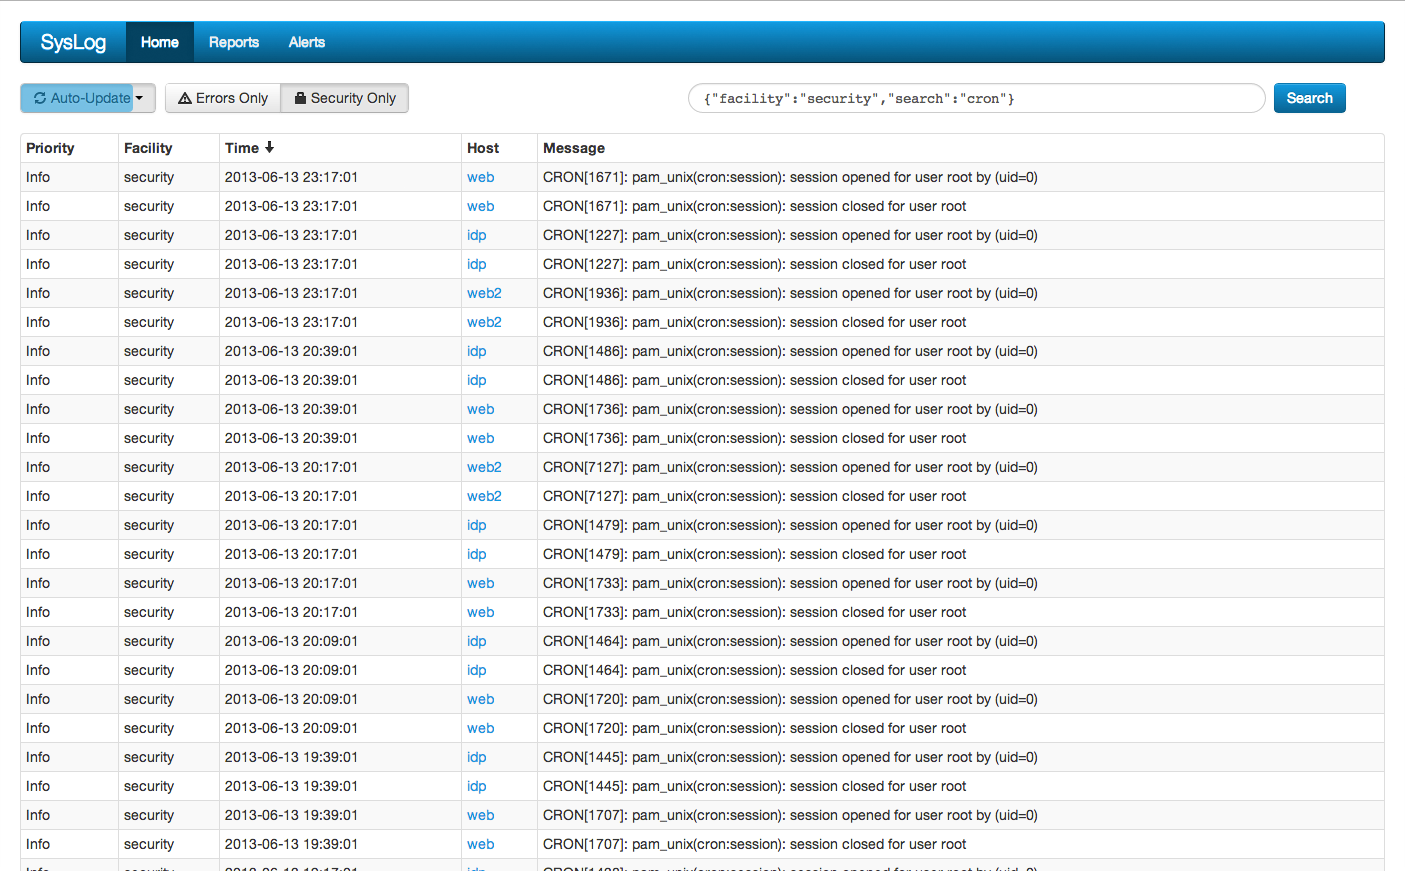 SysLog Home Reports Alerts
Auto-Update Errors Only Security Only {"facility":"security","search":"cron"} Search
Priority Facility Time Host Message
Info security 2013-06-13 23:17:01 web CRON[1671]: pam_unix(cron:session): session opened for user root by (uid=0)
Info security 2013-06-13 23:17:01 web CRON[1671]: pam_unix(cron:session): session closed for user root
Info security 2013-06-13 23:17:01 idp CRON[1227]: pam_unix(cron:session): session opened for user root by (uid=0)
Info security 2013-06-13 23:17:01 idp CRON[1227]: pam_unix(cron:session): session closed for user root
Info security 2013-06-13 23:17:01 web2 CRON[1936]: pam_unix(cron:session): session opened for user root by (uid=0)
Info security 2013-06-13 23:17:01 web2 CRON[1936]: pam_unix(cron:session): session closed for user root
Info security 2013-06-13 20:39:01 idp CRON[1486]: pam_unix(cron:session): session opened for user root by (uid=0)
Info security 2013-06-13 20:39:01 idp CRON[1486]: pam_unix(cron:session): session closed for user root
Info security 2013-06-13 20:39:01 web CRON[1736]: pam_unix(cron:session): session opened for user root by (uid=0)
Info security 2013-06-13 20:39:01 web CRON[1736]: pam_unix(cron:session): session closed for user root
Info security 2013-06-13 20:17:01 web2 CRON[7127]: pam_unix(cron:session): session opened for user root by (uid=0)
Info security 2013-06-13 20:17:01 web2 CRON[7127]: pam_unix(cron:session): session closed for user root
Info security 2013-06-13 20:17:01 idp CRON[1479]: pam_unix(cron:session): session opened for user root by (uid=0)
Info security 2013-06-13 20:17:01 idp CRON[1479]: pam_unix(cron:session): session closed for user root
Info security 2013-06-13 20:17:01 web CRON[1733]: pam_unix(cron:session): session opened for user root by (uid=0)
Info security 2013-06-13 20:17:01 web CRON[1733]: pam_unix(cron:session): session closed for user root
Info security 2013-06-13 20:09:01 idp CRON[1464]: pam_unix(cron:session): session opened for user root by (uid=0)
Info security 2013-06-13 20:09:01 idp CRON[1464]: pam_unix(cron:session): session closed for user root
Info security 2013-06-13 20:09:01 web CRON[1720]: pam_unix(cron:session): session opened for user root by (uid=0)
Info security 2013-06-13 20:09:01 web CRON[1720]: pam_unix(cron:session): session closed for user root
Info security 2013-06-13 19:39:01 idp CRON[1445]: pam_unix(cron:session): session opened for user root by (uid=0)
Info security 2013-06-13 19:39:01 idp CRON[1445]: pam_unix(cron:session): session closed for user root
Info security 2013-06-13 19:39:01 web CRON[1707]: pam_unix(cron:session): session opened for user root by (uid=0)
Info security 2013-06-13 19:39:01 web CRON[1707]: pam_unix(cron:session): session closed for user root